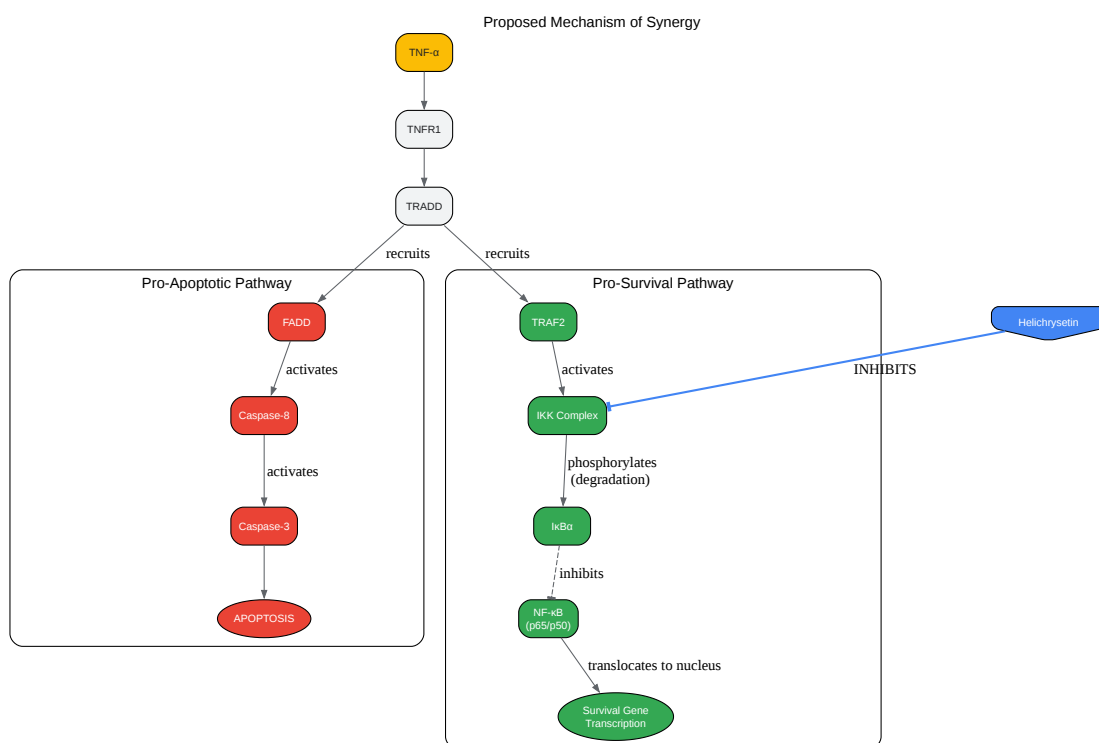 Proposed Mechanism of Synergy
TNF-α
TNFR1
TRADD
recruits
recruits
Pro-Apoptotic Pathway
Pro-Survival Pathway
FADD
TRAF2
Helichrysetin
activates
activates
INHIBITS
Caspase-8
IKK Complex
activates
phosphorylates
(degradation)
Caspase-3
IκBα
inhibits
APOPTOSIS
NF-κB
(p65/p50)
translocates to nucleus
Survival Gene
Transcription